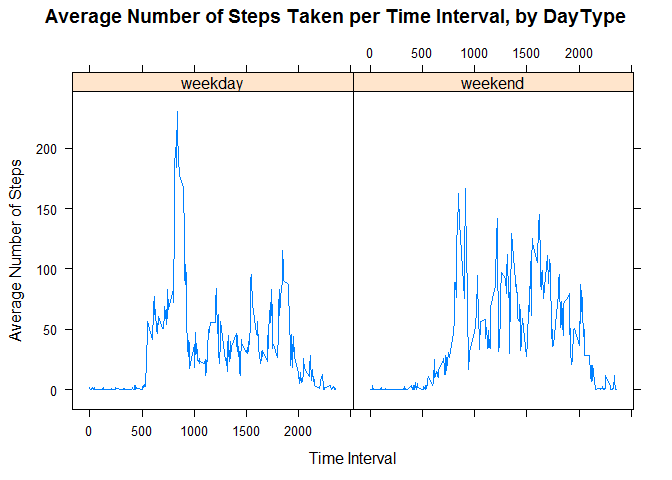 Average Number of Steps Taken per Time Interval, by DayType
0 500 1000 1500 2000
weekday weekend
Average Number of Steps
200
150
100
50
0
0 500 1000 1500 2000
Time Interval